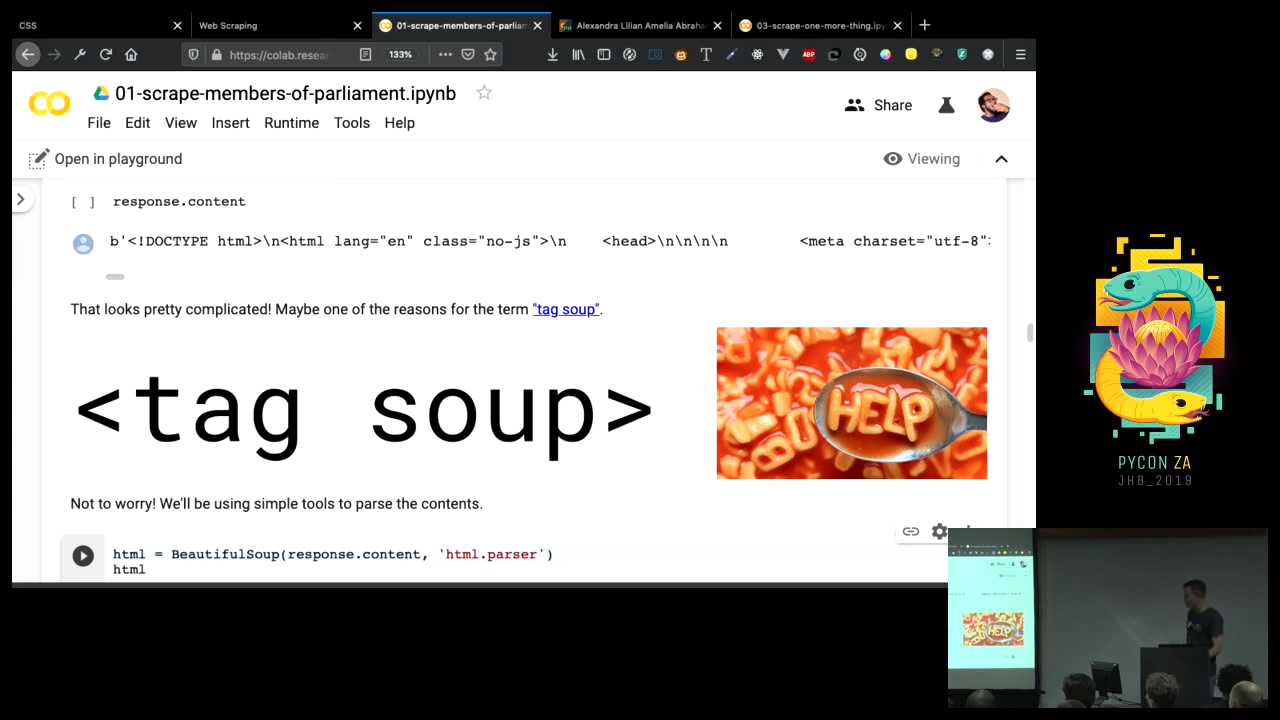 CSS
Web Scraping
01-scrape-members-of-parliam
Alexandra Lilian Amelia Abraha
03-scrape-one-more-thing.ipy
https://colab.resea
133%
ABP
CO
01-scrape-members-of-parliament.ipynb
Share
File Edit View Insert Runtime Tools Help
Open in playground
Viewing
[ ] response.content
b'<!DOCTYPE html>\n<html lang="en" class="no-js">\n <head>\n\n\n\n <meta charset="utf-8">
That looks pretty complicated! Maybe one of the reasons for the term "tag soup".
<tag soup>
HELP
Not to worry! We'll be using simple tools to parse the contents.
html = BeautifulSoup(response.content, 'html.parser')
html
PYCON ZA
JHB_2019
HELP